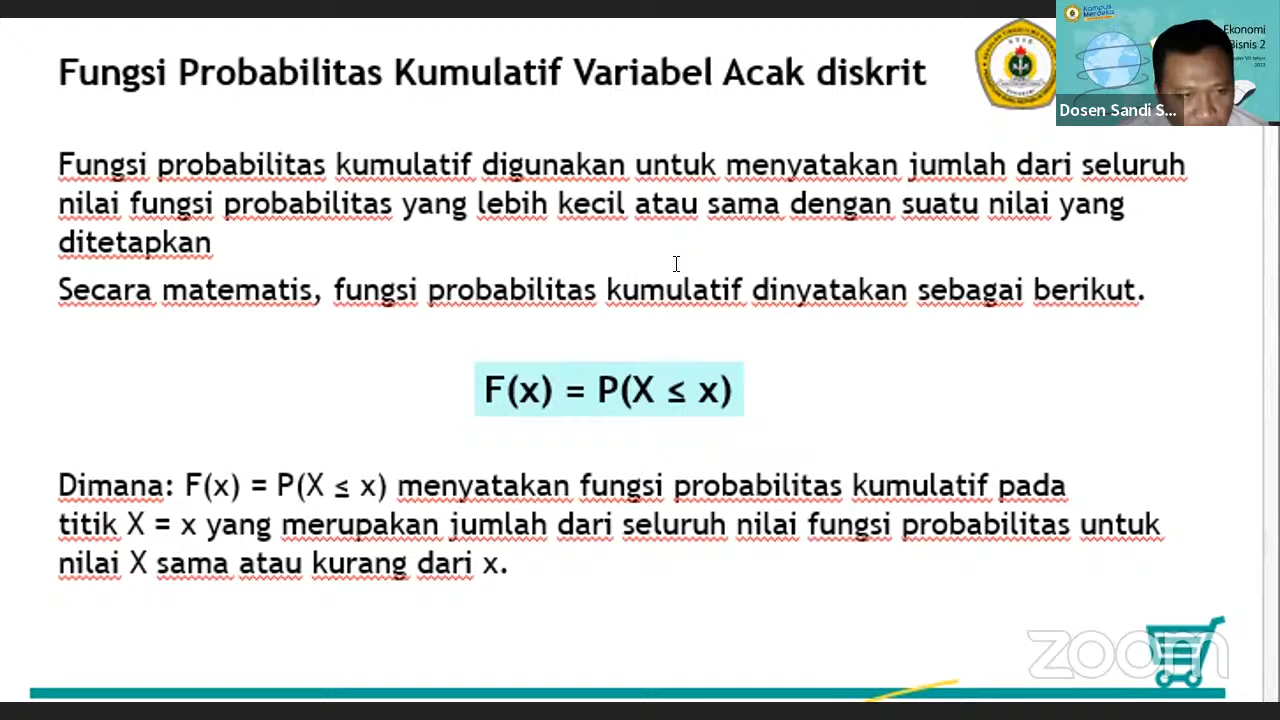 Fungsi Probabilitas Kumulatif Variabel Acak diskrit
Kampus
Merdeka
Ekonomi
Bisnis 2
Dosen Sandi S...
Fungsi probabilitas kumulatif digunakan untuk menyatakan jumlah dari seluruh
nilai fungsi probabilitas yang lebih kecil atau sama dengan suatu nilai yang
ditetapkan
Secara matematis, fungsi probabilitas kumulatif dinyatakan sebagai berikut.
F(x) = P(X ≤ x)
Dimana: F(x) = P(X ≤ x) menyatakan fungsi probabilitas kumulatif pada
titik X = x yang merupakan jumlah dari seluruh nilai fungsi probabilitas untuk
nilai X sama atau kurang dari x.
zoom